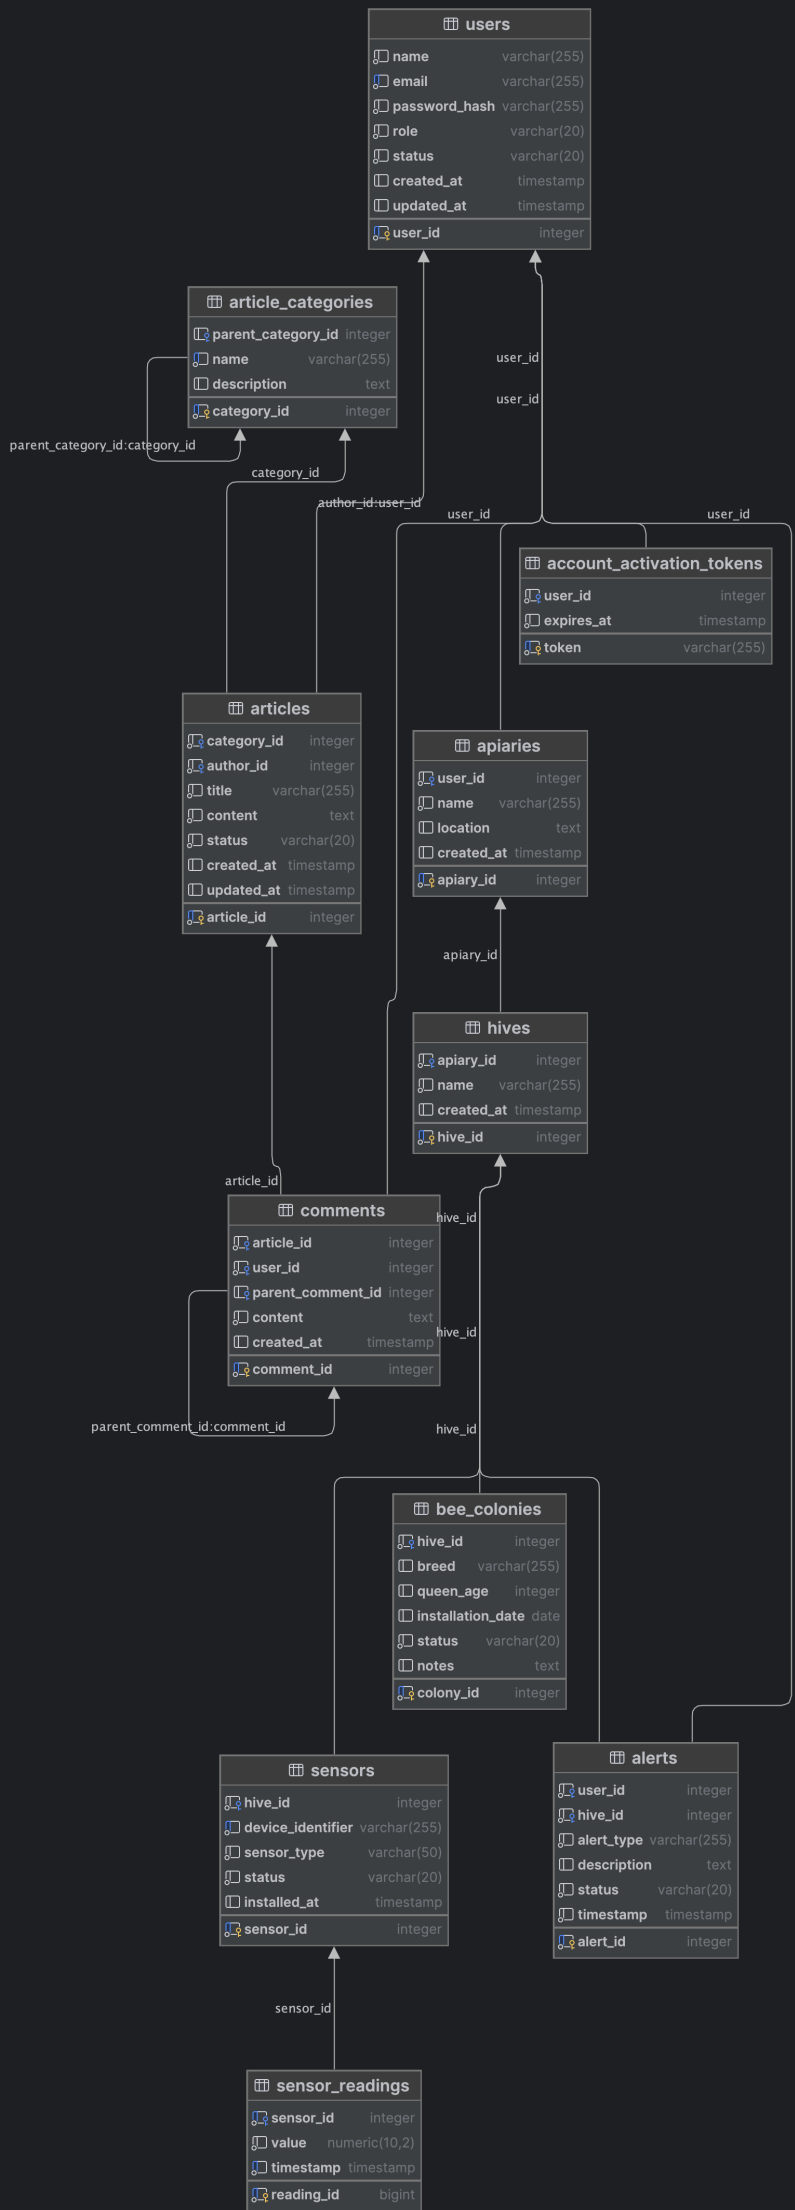 users
name varchar(255)
email varchar(255)
password_hash varchar(255)
role varchar(20)
status varchar(20)
created_at timestamp
updated_at timestamp
user_id integer
article_categories
parent_category_id integer
name varchar(255)
description text
category_id integer
user_id
user_id
parent_category_id:category_id
category_id
author_id:user_id
user_id
user_id
account_activation_tokens
user_id integer
expires_at timestamp
token varchar(255)
articles
category_id integer
author_id integer
title varchar(255)
content text
status varchar(20)
created_at timestamp
updated_at timestamp
article_id integer
apiaries
user_id integer
name varchar(255)
location text
created_at timestamp
apiary_id integer
apiary_id
hives
apiary_id integer
name varchar(255)
created_at timestamp
hive_id integer
article_id
comments
article_id integer
user_id integer
parent_comment_id integer
content text
created_at timestamp
comment_id integer
hive_id
hive_id
parent_comment_id:comment_id
hive_id
bee_colonies
hive_id integer
breed varchar(255)
queen_age integer
installation_date date
status varchar(20)
notes text
colony_id integer
sensors
hive_id integer
device_identifier varchar(255)
sensor_type varchar(50)
status varchar(20)
installed_at timestamp
sensor_id integer
alerts
user_id integer
hive_id integer
alert_type varchar(255)
description text
status varchar(20)
timestamp timestamp
alert_id integer
sensor_id
sensor_readings
sensor_id integer
value numeric(10,2)
timestamp timestamp
reading_id bigint